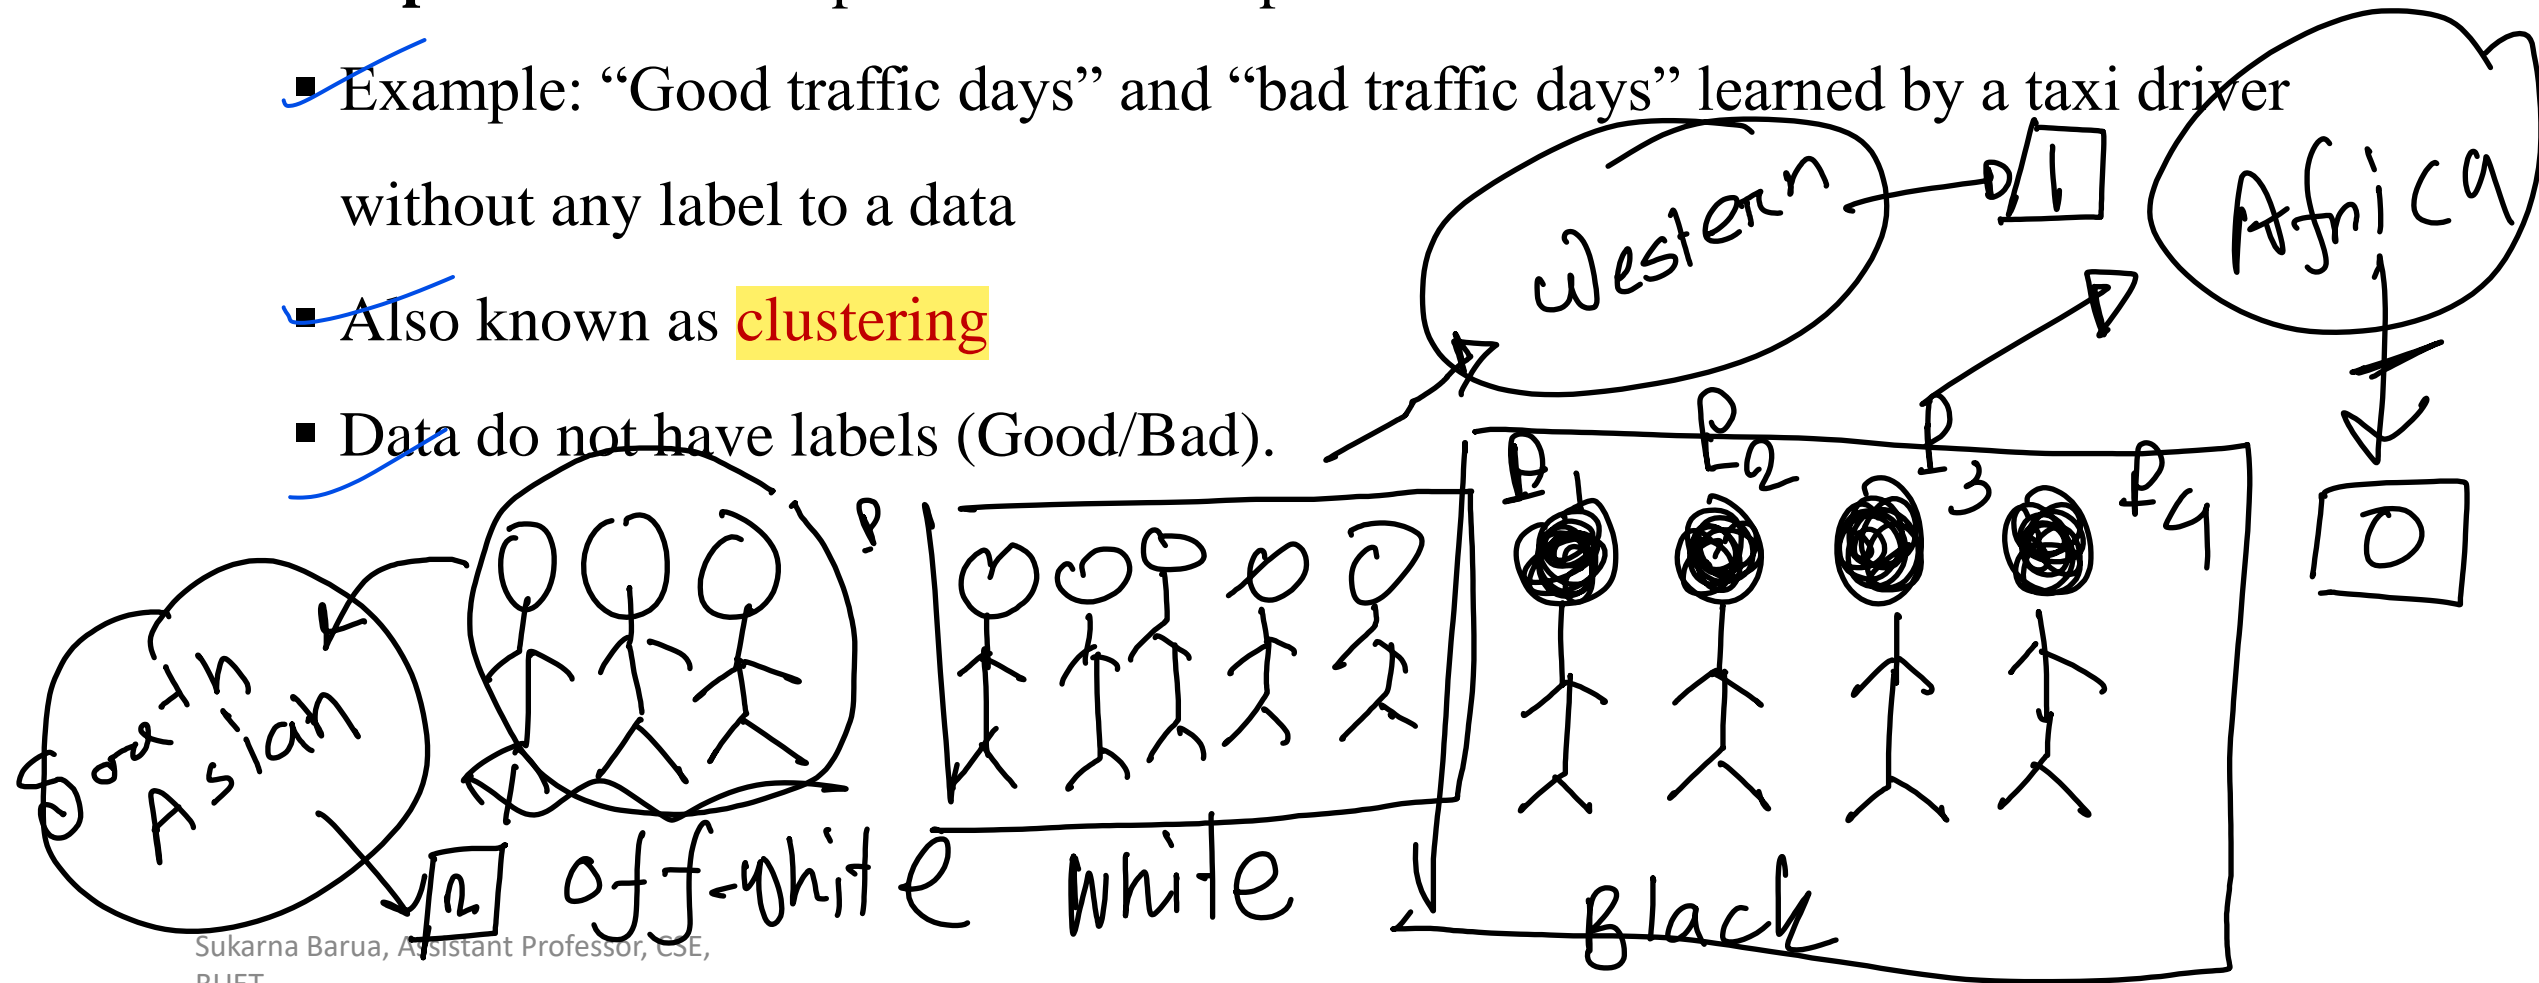 ▪ Example: “Good traffic days” and “bad traffic days” learned by a taxi driver
without any label to a data
▪ Also known as clustering
▪ Data do not have labels (Good/Bad).
Western
1
Africa
0
P1
P2
P3
P4
P
South
Asian
2
off-white
white
Black
Sukarna Barua, Assistant Professor, CSE,
BUET